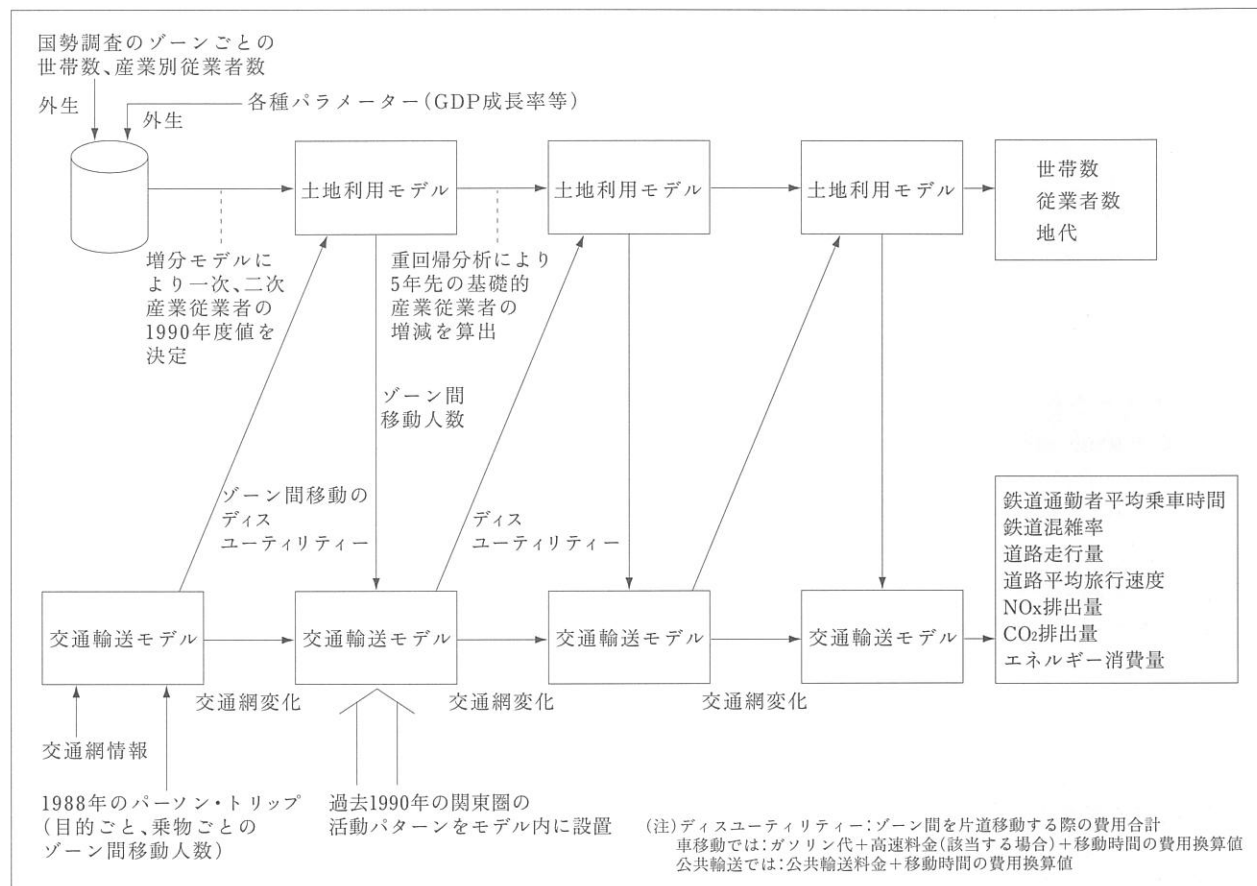 国勢調査のゾーンごとの
世帯数、産業別従業者数
外生
各種パラメーター(GDP成長率等)
外生
土地利用モデル
土地利用モデル
土地利用モデル
世帯数
従業者数
地代
増分モデルに
より一次、二次
産業従業者の
1990年度値を
決定
重回帰分析により
5年先の基礎的
産業従業者の
増減を算出
ゾーン間
移動人数
ゾーン間移動の
ディス
ユーティリティー
ディス
ユーティリティー
交通輸送モデル
交通輸送モデル
交通輸送モデル
交通輸送モデル
鉄道通勤者平均乗車時間
鉄道混雑率
道路走行量
道路平均旅行速度
NOx排出量
CO₂排出量
エネルギー消費量
交通網変化
交通網変化
交通網変化
交通網情報
1988年のパーソン・トリップ
(目的ごと、乗物ごとの
ゾーン間移動人数)
過去1990年の関東圏の
活動パターンをモデル内に設置
(注)ディスユーティリティー:ゾーン間を片道移動する際の費用合計
車移動では:ガソリン代+高速料金(該当する場合)+移動時間の費用換算値
公共輸送では:公共輸送料金+移動時間の費用換算値